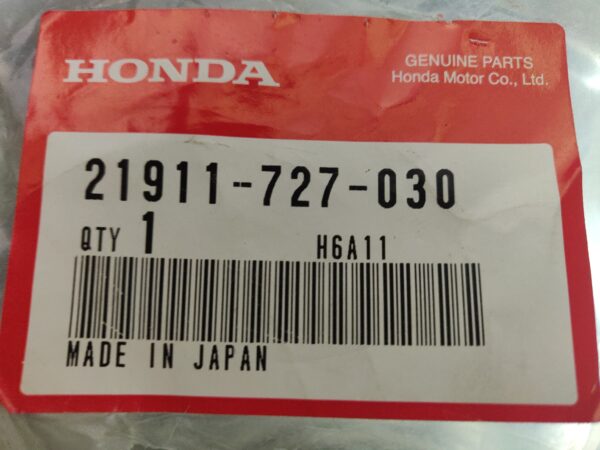 HONDA
GENUINE PARTS
Honda Motor Co., Ltd.
21911-727-030
QTY 1 H6A11
MADE IN JAPAN